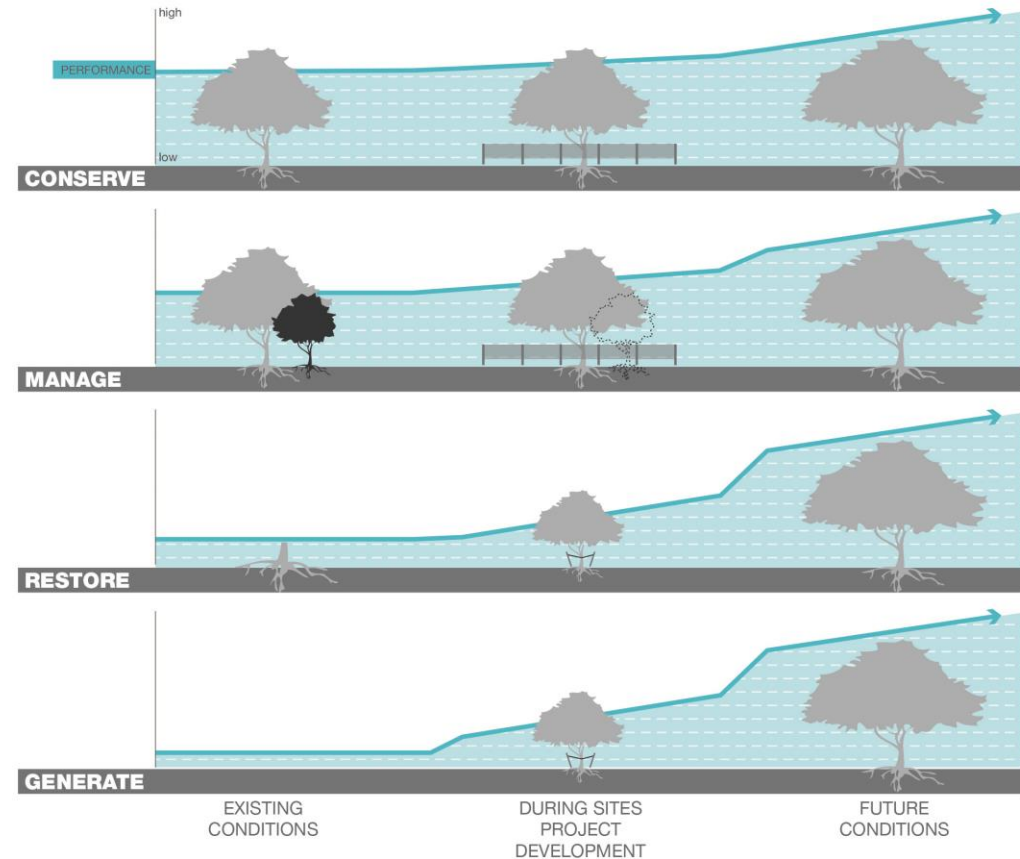 high
PERFORMANCE
low
CONSERVE
MANAGE
RESTORE
GENERATE
EXISTING
CONDITIONS
DURING SITES
PROJECT
DEVELOPMENT
FUTURE
CONDITIONS